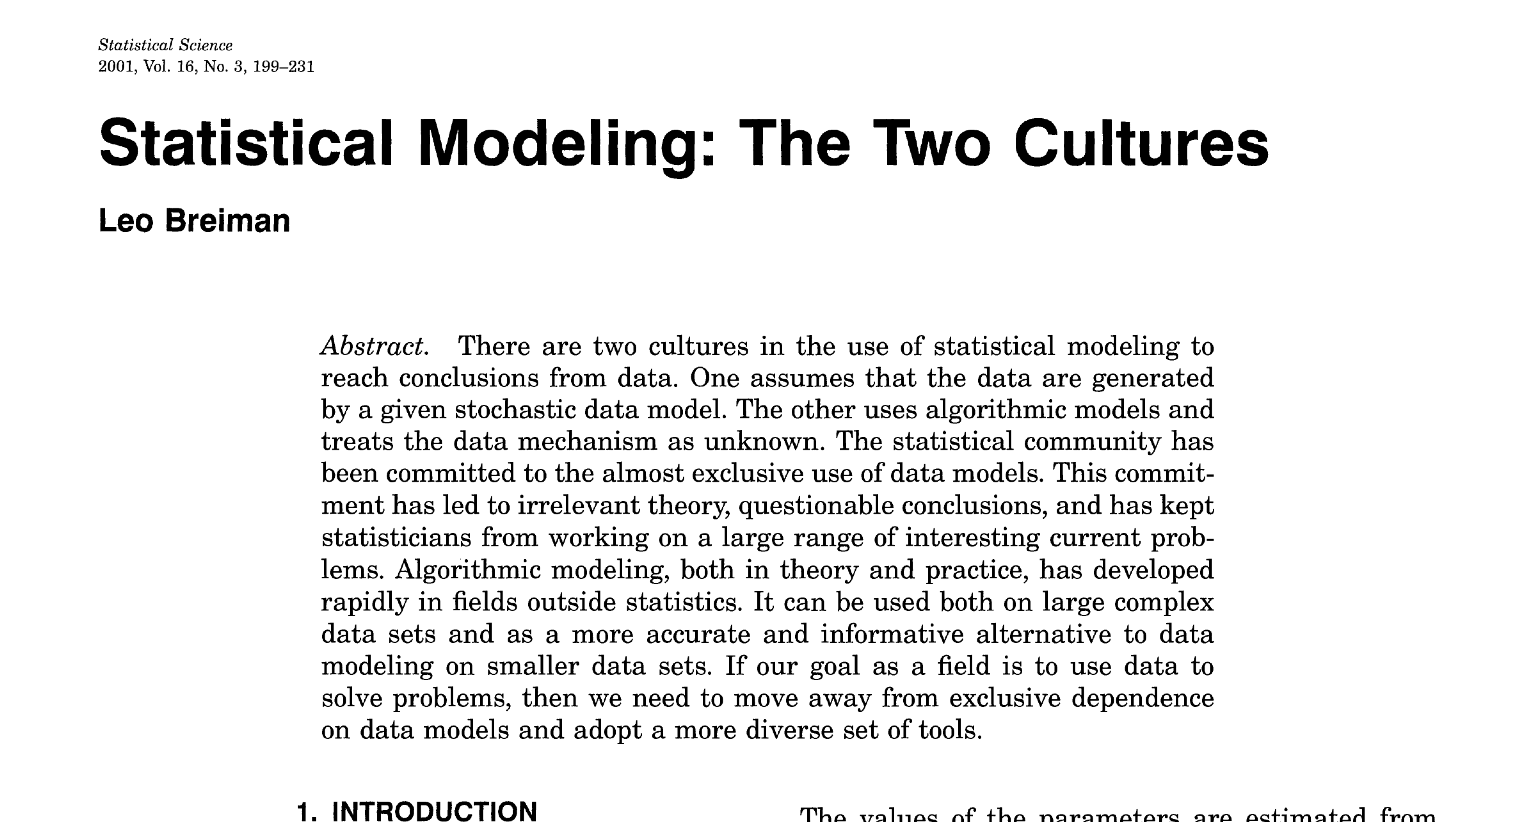 Statistical Science
2001, Vol. 16, No. 3, 199–231
Statistical Modeling: The Two Cultures
Leo Breiman
Abstract. There are two cultures in the use of statistical modeling to
reach conclusions from data. One assumes that the data are generated
by a given stochastic data model. The other uses algorithmic models and
treats the data mechanism as unknown. The statistical community has
been committed to the almost exclusive use of data models. This commit-
ment has led to irrelevant theory, questionable conclusions, and has kept
statisticians from working on a large range of interesting current prob-
lems. Algorithmic modeling, both in theory and practice, has developed
rapidly in fields outside statistics. It can be used both on large complex
data sets and as a more accurate and informative alternative to data
modeling on smaller data sets. If our goal as a field is to use data to
solve problems, then we need to move away from exclusive dependence
on data models and adopt a more diverse set of tools.
1. INTRODUCTION
The values of the parameters are estimated from